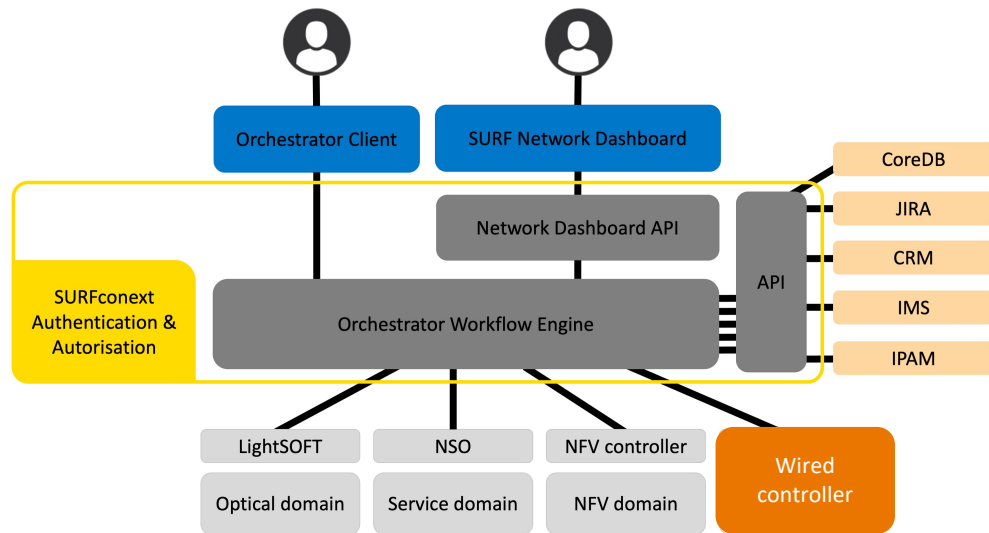 Orchestrator Client
SURF Network Dashboard
CoreDB
JIRA
Network Dashboard API
CRM
API
SURFconext
Authentication &
Autorisation
Orchestrator Workflow Engine
IMS
IPAM
LightSOFT
NSO
NFV controller
Wired
controller
Optical domain
Service domain
NFV domain